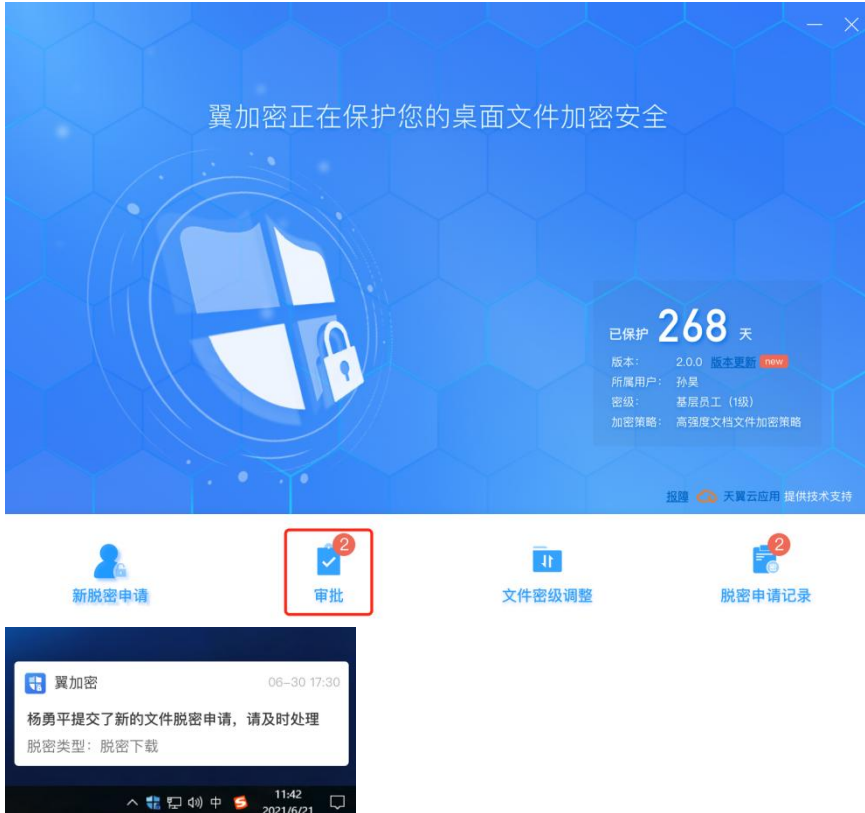 翼加密正在保护您的桌面文件加密安全
已保护 268 天
版本: 2.0.0 版本更新 new
所属用户: 孙昊
密级: 基层员工（1级）
加密策略: 高强度文档文件加密策略
报障 天翼云应用 提供技术支持
2 2
新脱密申请 审批 文件密级调整 脱密申请记录
翼加密 06-30 17:30
杨勇平提交了新的文件脱密申请，请及时处理
脱密类型：脱密下载
中 11:42
2021/6/21